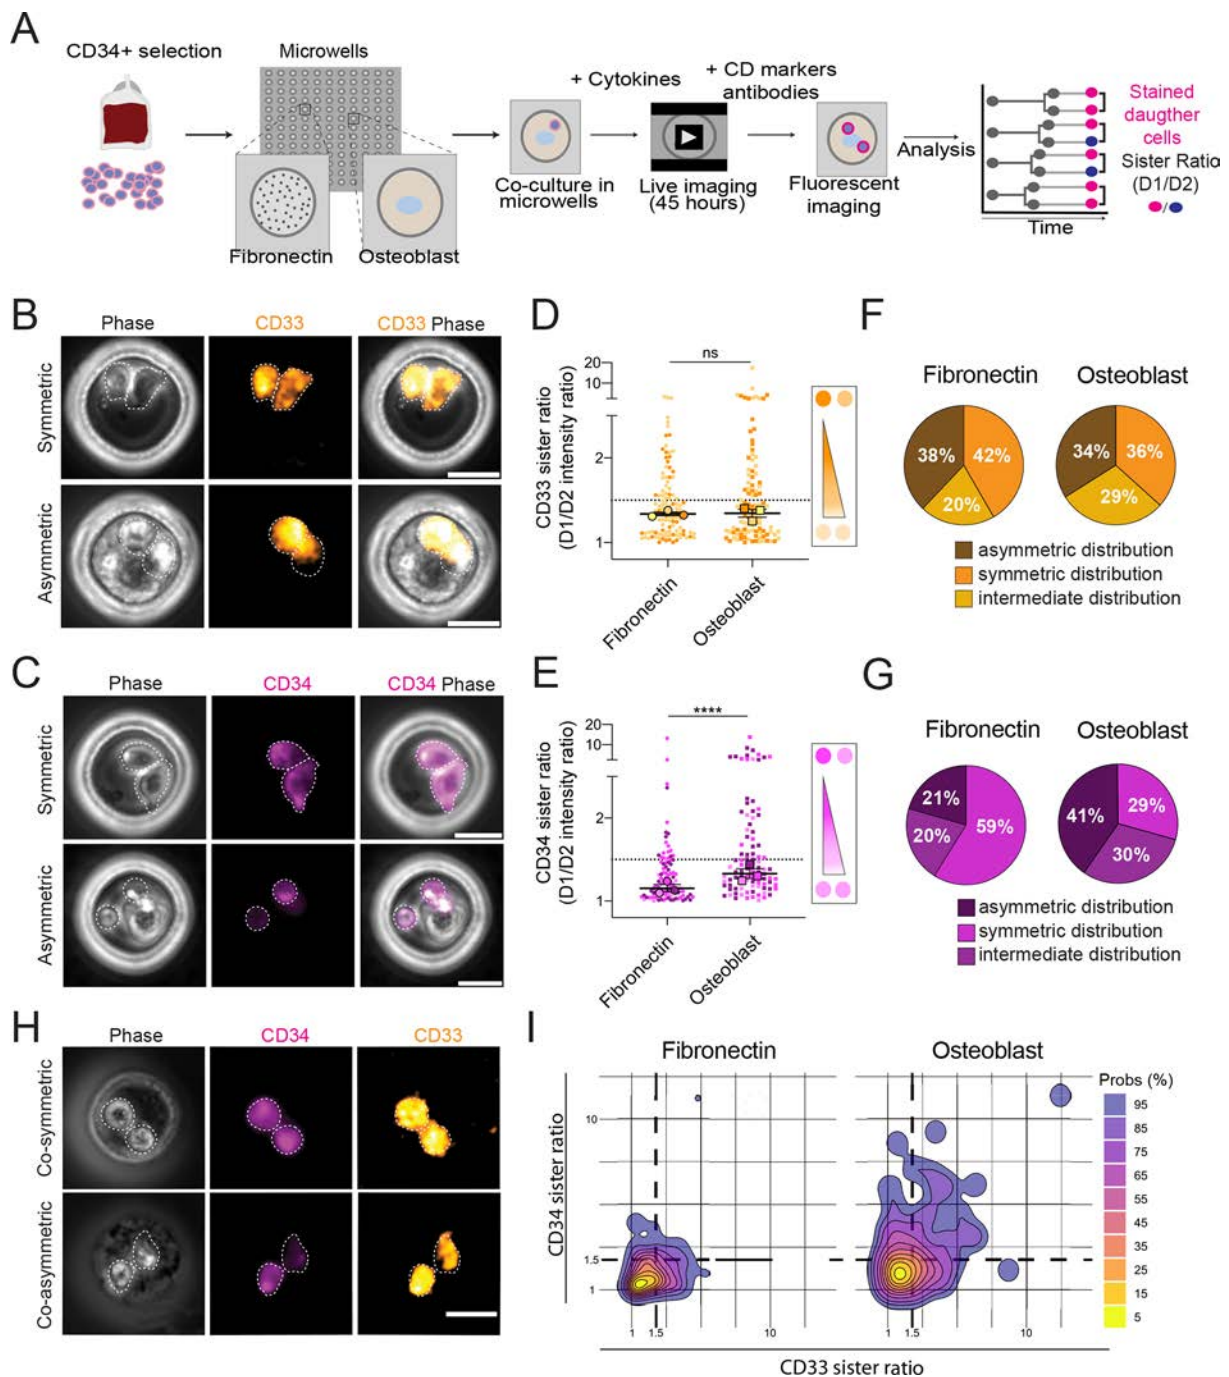 A
CD34+ selection
Microwells
+ Cytokines
+ CD markers
antibodies
Fibronectin
Osteoblast
Co-culture in
microwells
Live imaging
(45 hours)
Fluorescent
imaging
Analysis
Time
Stained
daugther
cells
Sister Ratio
(D1/D2)
/
B
Phase
CD33
CD33 Phase
Symmetric
Asymmetric
C
Phase
CD34
CD34 Phase
Symmetric
Asymmetric
D
CD33 sister ratio
(D1/D2 intensity ratio)
20
10
2
1
ns
Fibronectin
Osteoblast
E
CD34 sister ratio
(D1/D2 intensity ratio)
20
10
2
1
****
Fibronectin
Osteoblast
F
Fibronectin
Osteoblast
38%
42%
20%
34%
36%
29%
asymmetric distribution
symmetric distribution
intermediate distribution
G
Fibronectin
Osteoblast
21%
59%
20%
41%
29%
30%
asymmetric distribution
symmetric distribution
intermediate distribution
H
Phase
CD34
CD33
Co-symmetric
Co-asymmetric
I
Fibronectin
Osteoblast
CD34 sister ratio
10
1.5
1
10
1.5
1
1
1.5
10
1
1.5
10
CD33 sister ratio
Probs (%)
95
85
75
65
55
45
35
25
15
5